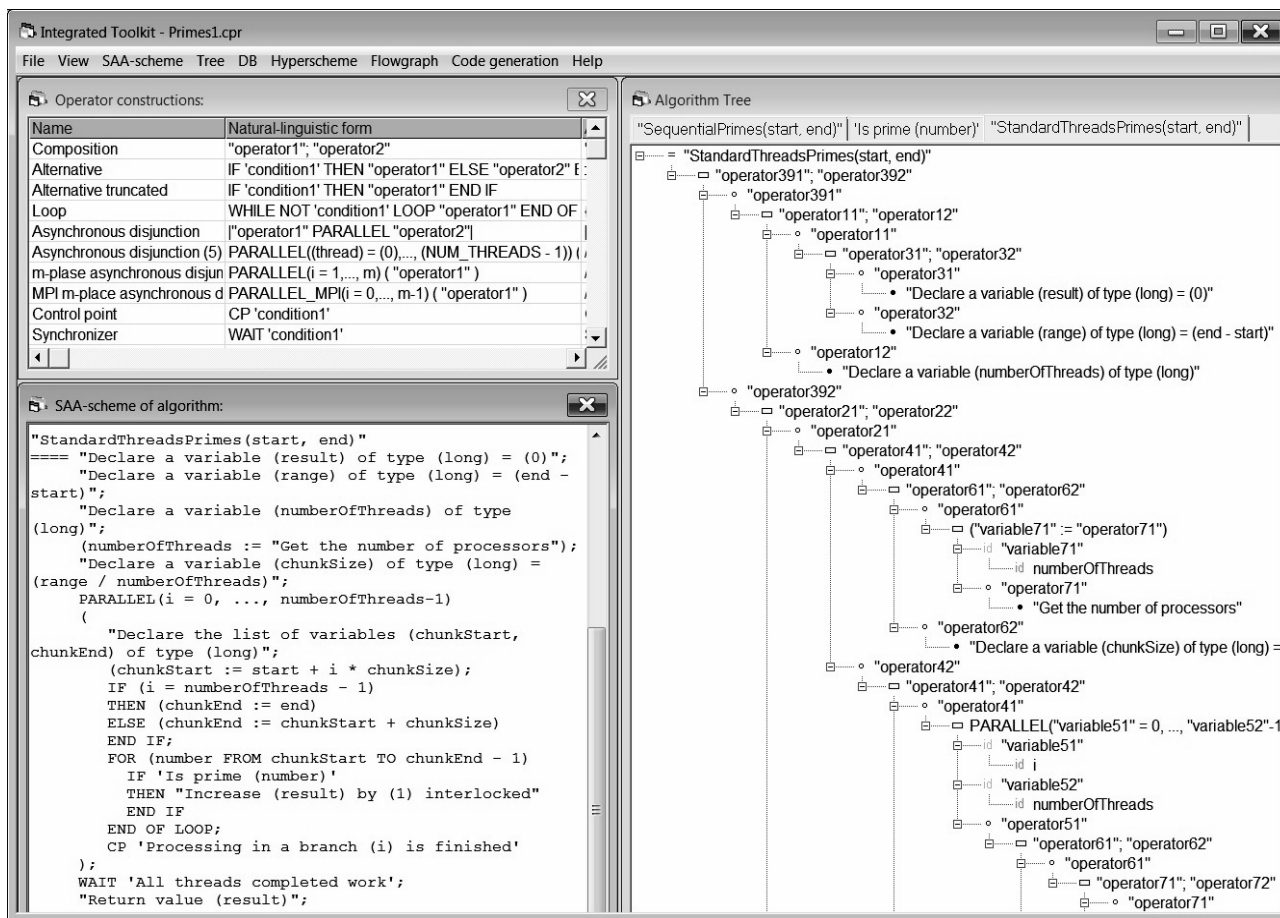 Integrated Toolkit - Primes1.cpr
File View SAA-scheme Tree DB Hyperscheme Flowgraph Code generation Help
Operator constructions:
Name Natural-linguistic form
Composition "operator1"; "operator2"
Alternative IF 'condition1' THEN "operator1" ELSE "operator2" E
Alternative truncated IF 'condition1' THEN "operator1" END IF
Loop WHILE NOT 'condition1' LOOP "operator1" END OF
Asynchronous disjunction |"operator1" PARALLEL "operator2"|
Asynchronous disjunction (5) PARALLEL((thread) = (0),..., (NUM_THREADS - 1)) (
m-plase asynchronous disjun PARALLEL(i = 1,..., m) ( "operator1" )
MPI m-place asynchronous d PARALLEL_MPI(i = 0,..., m-1) ( "operator1" )
Control point CP 'condition1'
Synchronizer WAIT 'condition1'
SAA-scheme of algorithm:
"StandardThreadsPrimes(start, end)"
==== "Declare a variable (result) of type (long) = (0)";
"Declare a variable (range) of type (long) = (end -
start)";
"Declare a variable (numberOfThreads) of type
(long)";
(numberOfThreads := "Get the number of processors");
"Declare a variable (chunkSize) of type (long) =
(range / numberOfThreads)";
PARALLEL(i = 0, ..., numberOfThreads-1)
(
"Declare the list of variables (chunkStart,
chunkEnd) of type (long)";
(chunkStart := start + i * chunkSize);
IF (i = numberOfThreads - 1)
THEN (chunkEnd := end)
ELSE (chunkEnd := chunkStart + chunkSize)
END IF;
FOR (number FROM chunkStart TO chunkEnd - 1)
IF 'Is prime (number)'
THEN "Increase (result) by (1) interlocked"
END IF
END OF LOOP;
CP 'Processing in a branch (i) is finished'
);
WAIT 'All threads completed work';
"Return value (result)";
Algorithm Tree
"SequentialPrimes(start, end)" 'Is prime (number)' "StandardThreadsPrimes(start, end)"
= "StandardThreadsPrimes(start, end)"
"operator391"; "operator392"
"operator391"
"operator11"; "operator12"
"operator11"
"operator31"; "operator32"
"operator31"
"Declare a variable (result) of type (long) = (0)"
"operator32"
"Declare a variable (range) of type (long) = (end - start)"
"operator12"
"Declare a variable (numberOfThreads) of type (long)"
"operator392"
"operator21"; "operator22"
"operator21"
"operator41"; "operator42"
"operator41"
"operator61"; "operator62"
"operator61"
("variable71" := "operator71")
id "variable71"
id numberOfThreads
"operator71"
"Get the number of processors"
"operator62"
"Declare a variable (chunkSize) of type (long) =
"operator42"
"operator41"; "operator42"
"operator41"
PARALLEL("variable51" = 0, ..., "variable52"-1
id "variable51"
id i
id "variable52"
id numberOfThreads
"operator51"
"operator61"; "operator62"
"operator61"
"operator71"; "operator72"
"operator71"